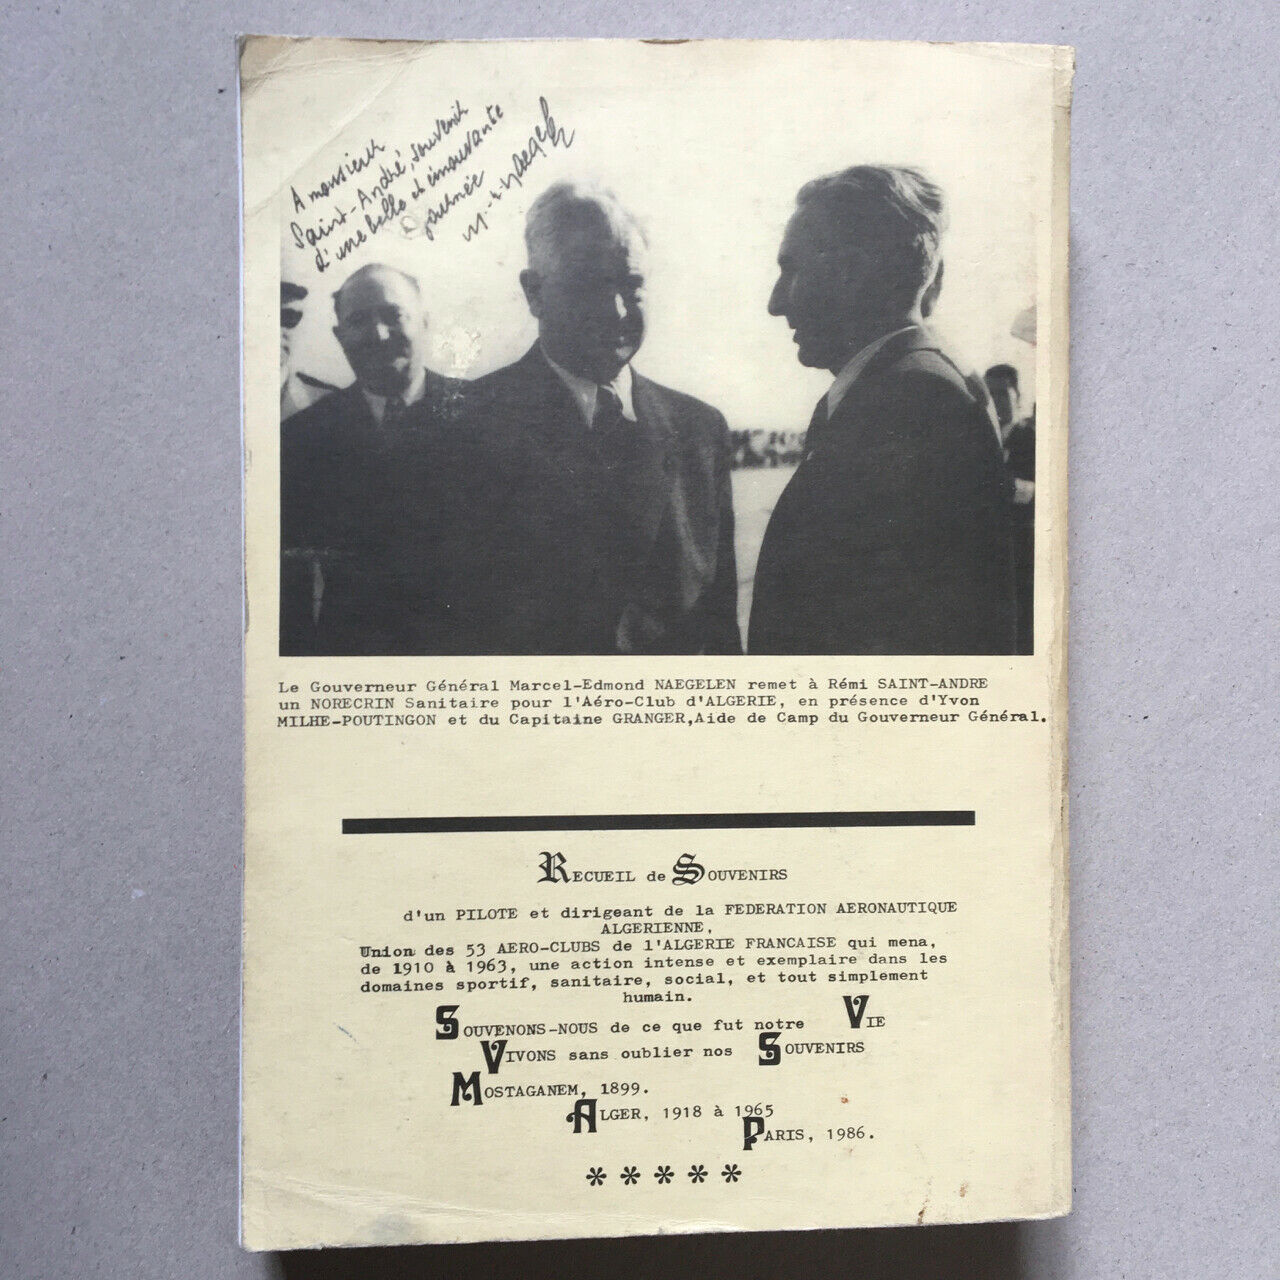 A monsieur
Saint-André, souvenir
d'une belle et émouvante
journée
M-E Naegelen
Le Gouverneur Général Marcel-Edmond NAEGELEN remet à Rémi SAINT-ANDRE
un NORECRIN Sanitaire pour l'Aéro-Club d'ALGERIE, en présence d'Yvon
MILHE-POUTINGON et du Capitaine GRANGER,Aide de Camp du Gouverneur Général.
RECUEIL de SOUVENIRS
d'un PILOTE et dirigeant de la FEDERATION AERONAUTIQUE
ALGERIENNE,
Union des 53 AERO-CLUBS de l'ALGERIE FRANCAISE qui mena,
de 1910 à 1963, une action intense et exemplaire dans les
domaines sportif, sanitaire, social, et tout simplement
humain.
SOUVENONS-NOUS de ce que fut notre VIE
VIVONS sans oublier nos SOUVENIRS
MOSTAGANEM, 1899.
ALGER, 1918 à 1965
PARIS, 1986.
*****